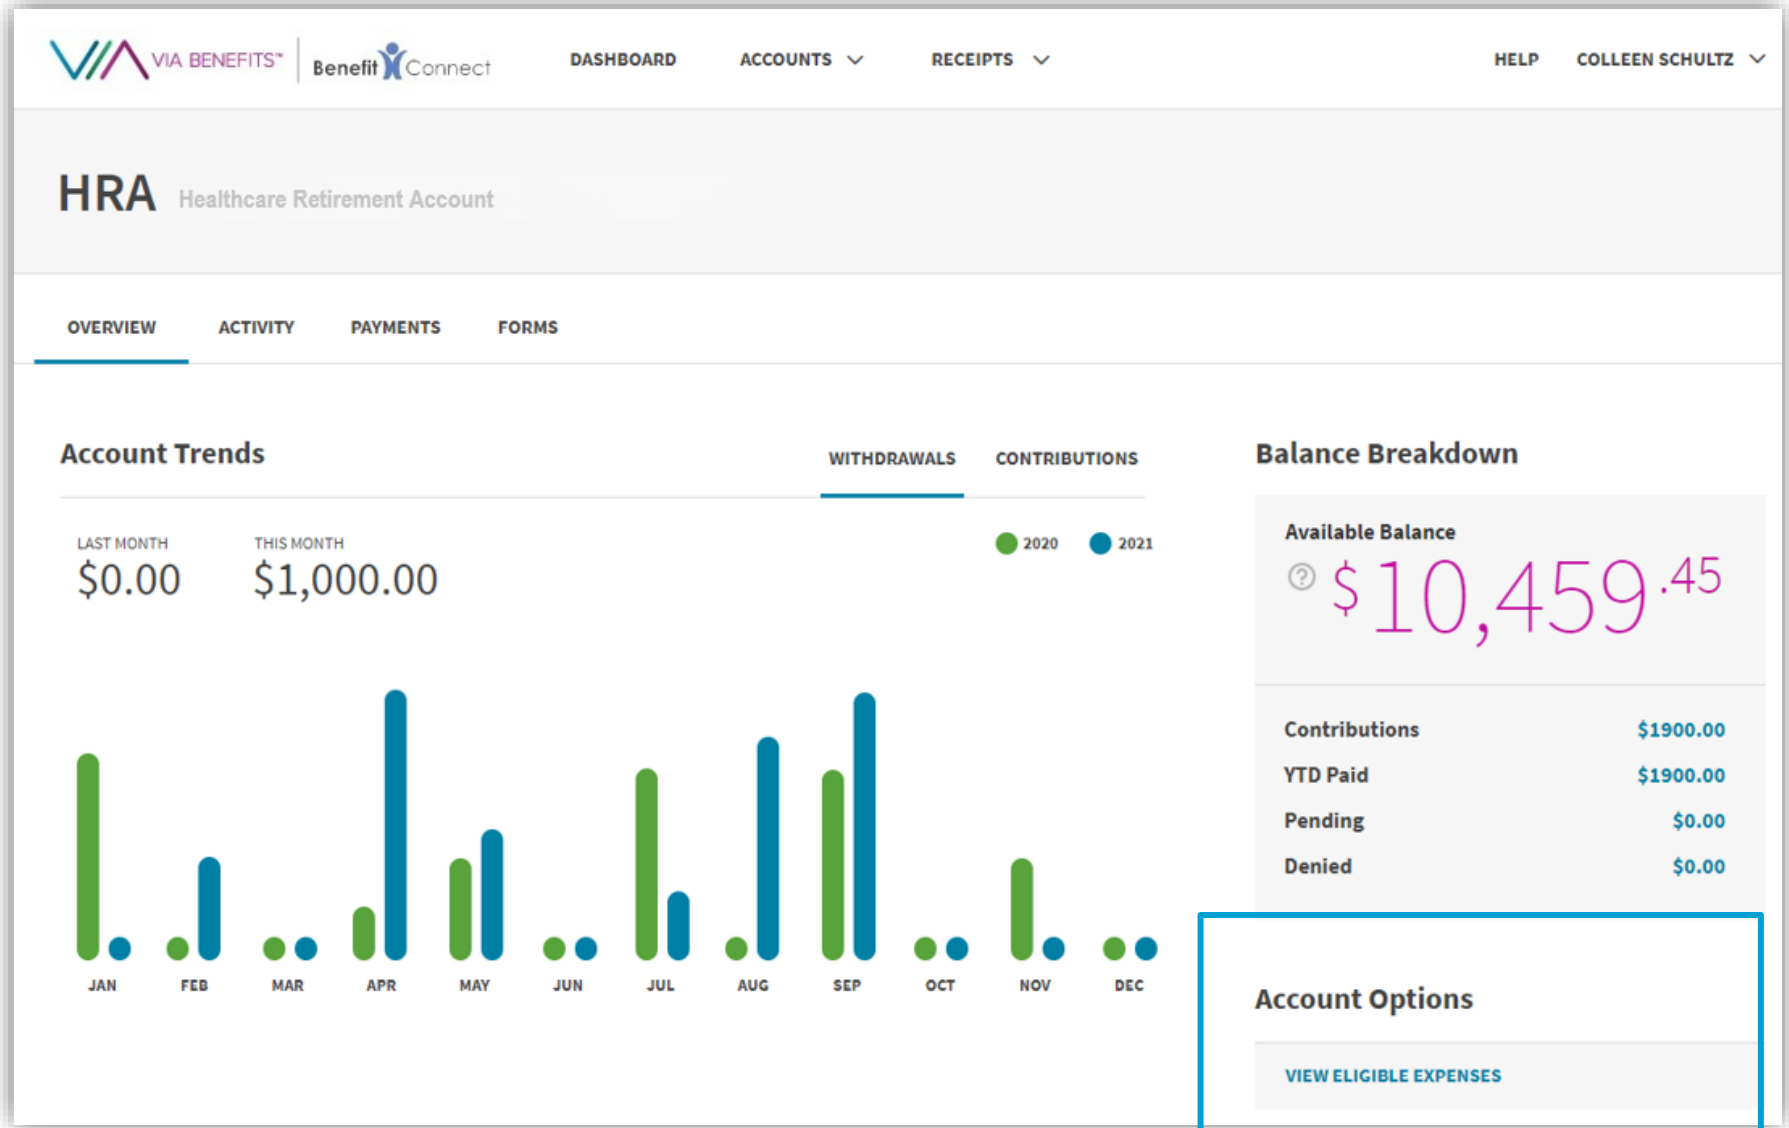 VIA BENEFITS™ Benefit Connect DASHBOARD ACCOUNTS RECEIPTS HELP COLLEEN SCHULTZ
HRA Healthcare Retirement Account
OVERVIEW ACTIVITY PAYMENTS FORMS
Account Trends
WITHDRAWALS CONTRIBUTIONS
LAST MONTH THIS MONTH
$0.00 $1,000.00
2020 2021
JAN FEB MAR APR MAY JUN JUL AUG SEP OCT NOV DEC
Balance Breakdown
Available Balance
? $10,459.45
Contributions $1900.00
YTD Paid $1900.00
Pending $0.00
Denied $0.00
Account Options
VIEW ELIGIBLE EXPENSES